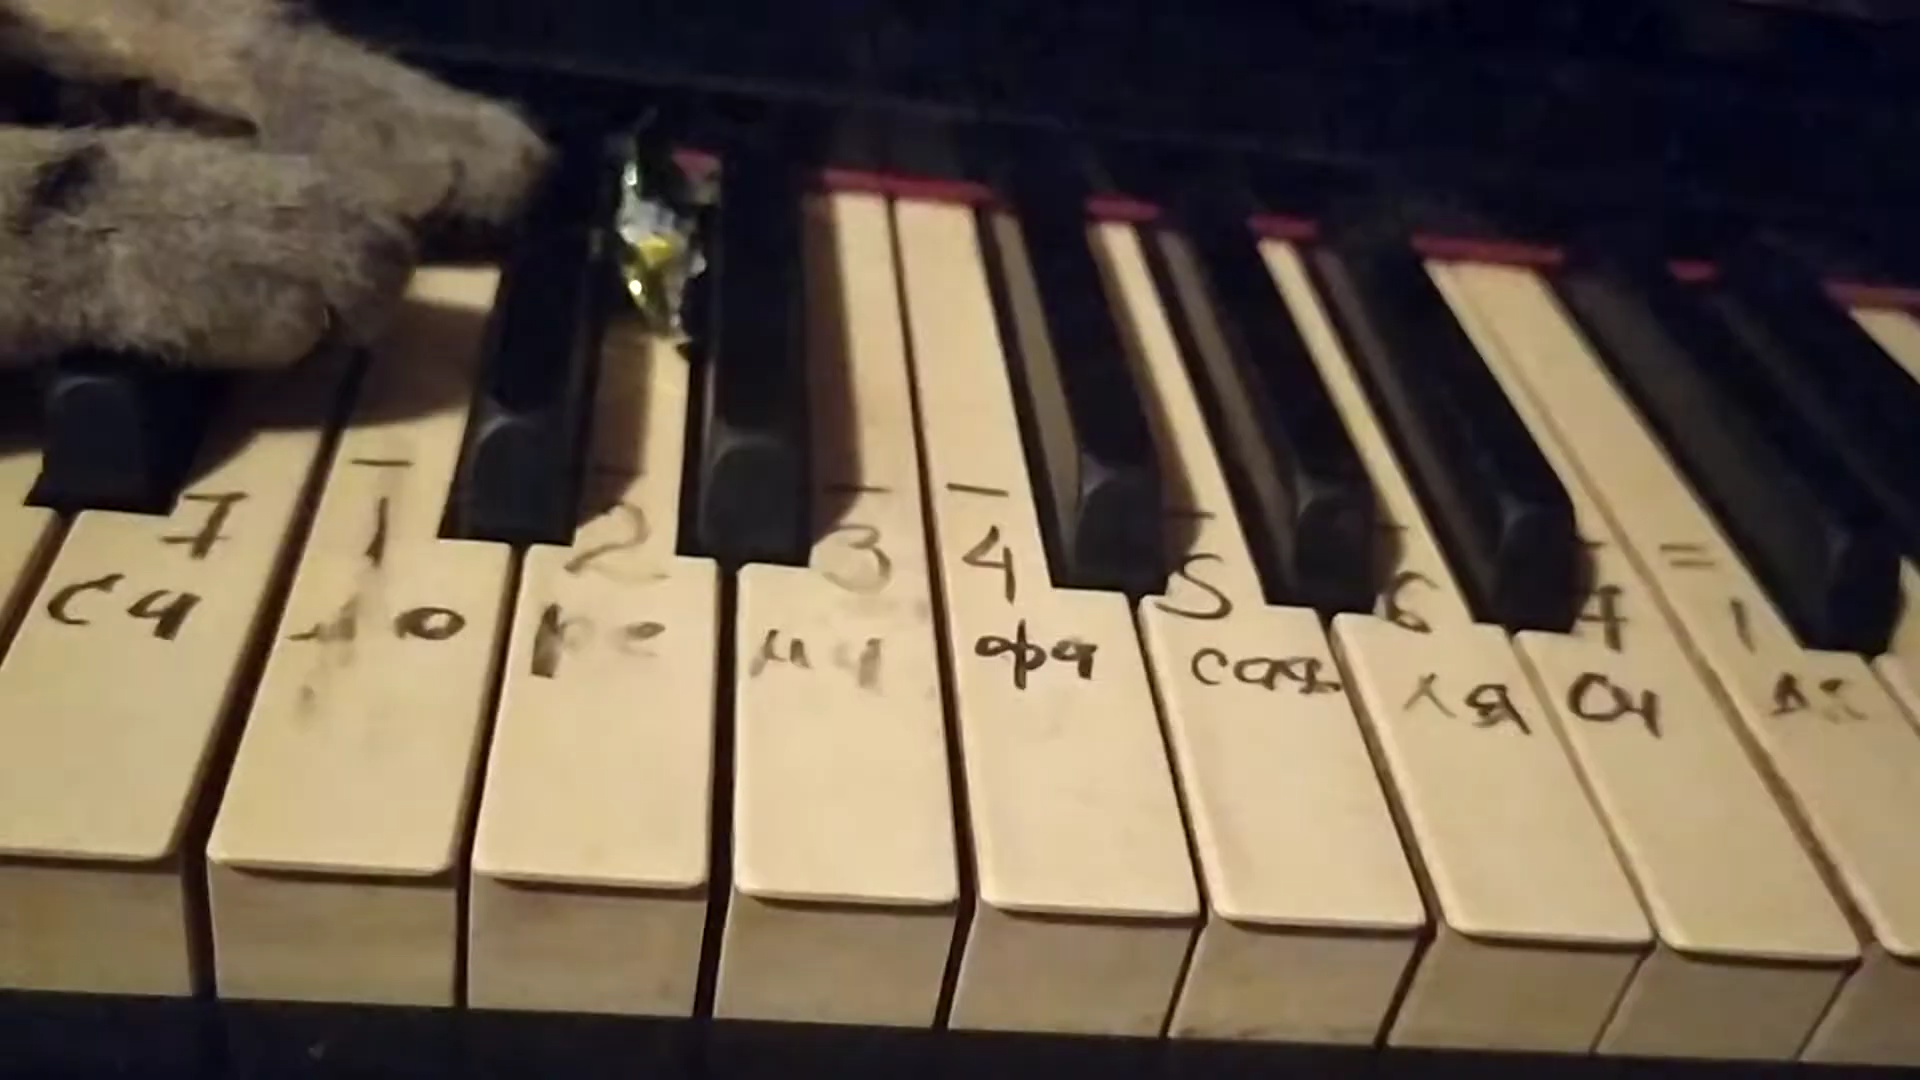 7 1 2 3 4 5 6 7 1
си до ре ми фа соль ля си